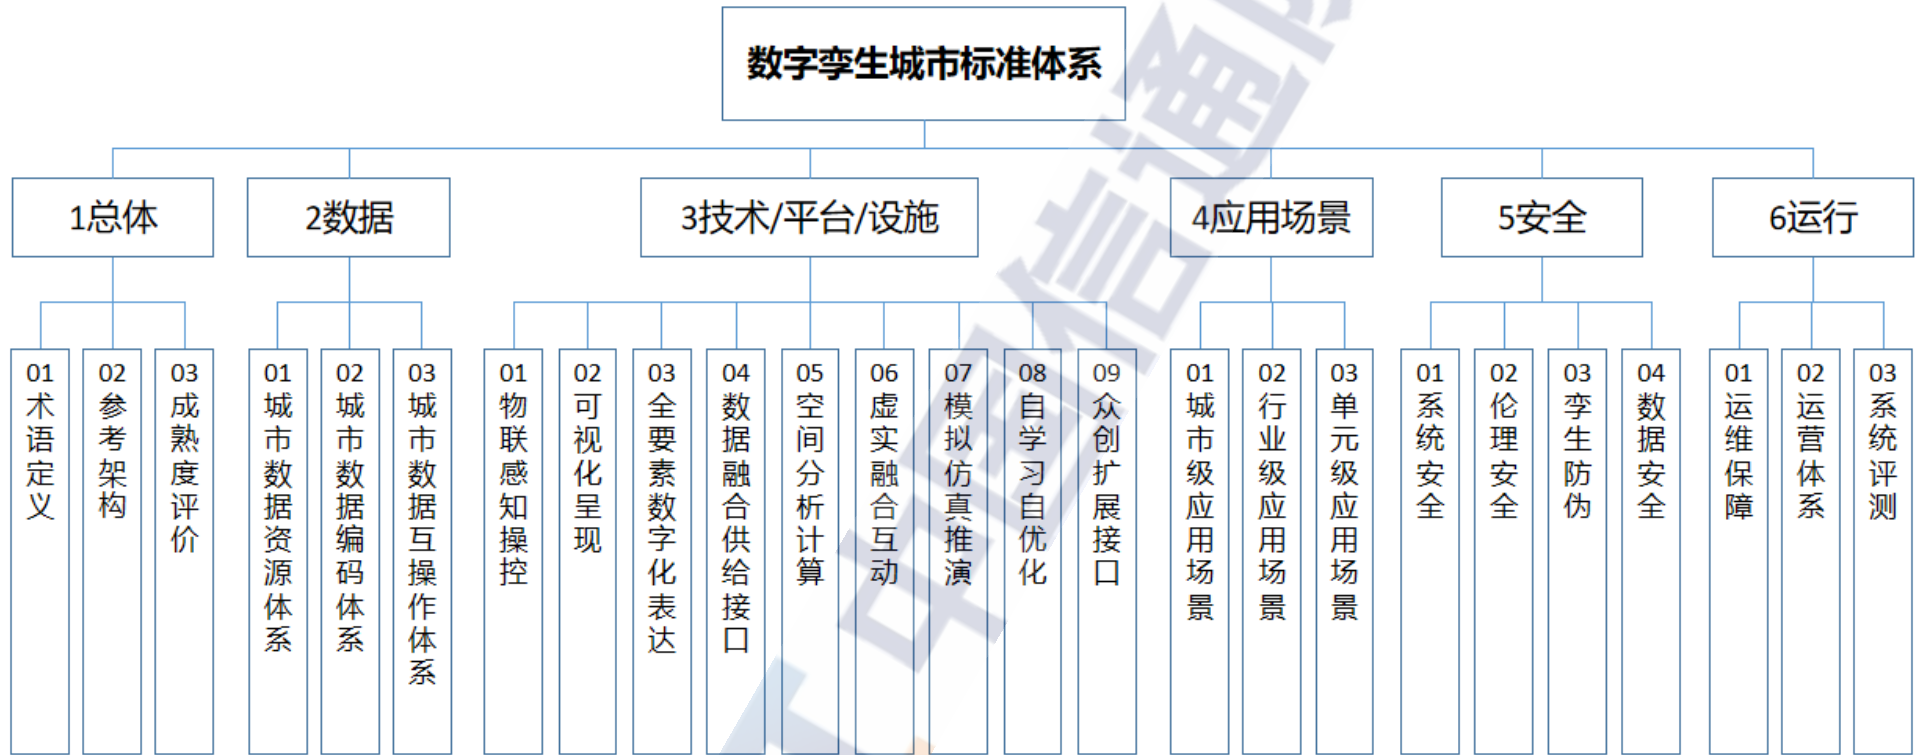 数字孪生城市标准体系
1总体
2数据
3技术/平台/设施
4应用场景
5安全
6运行
01术语定义
02参考架构
03成熟度评价
01城市数据资源体系
02城市数据编码体系
03城市数据互操作体系
01物联感知操控
02可视化呈现
03全要素数字化表达
04数据融合供给接口
05空间分析计算
06虚实融合互动
07模拟仿真推演
08自学习自优化
09众创扩展接口
01城市级应用场景
02行业级应用场景
03单元级应用场景
01系统安全
02伦理安全
03孪生防伪
04数据安全
01运维保障
02运营体系
03系统评测
中国信通院